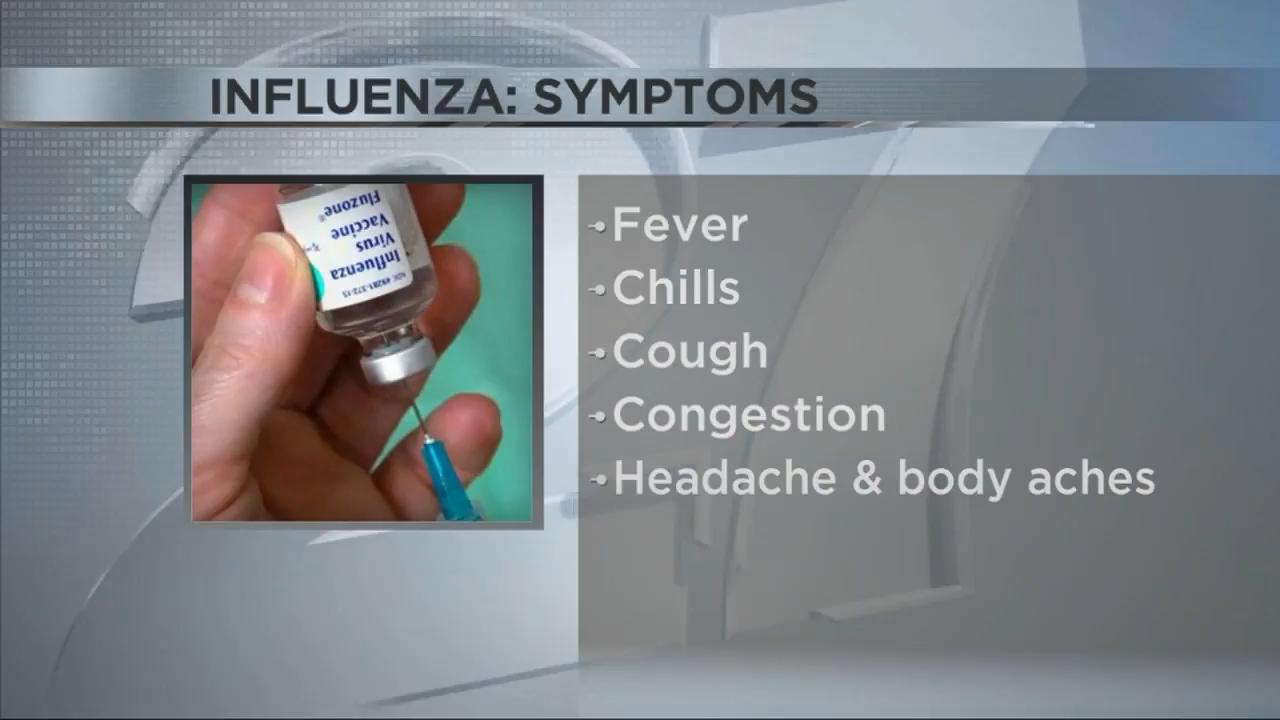 INFLUENZA: SYMPTOMS
Fluzone®
Vaccine
Virus
Influenza
Fever
Chills
Cough
Congestion
Headache & body aches